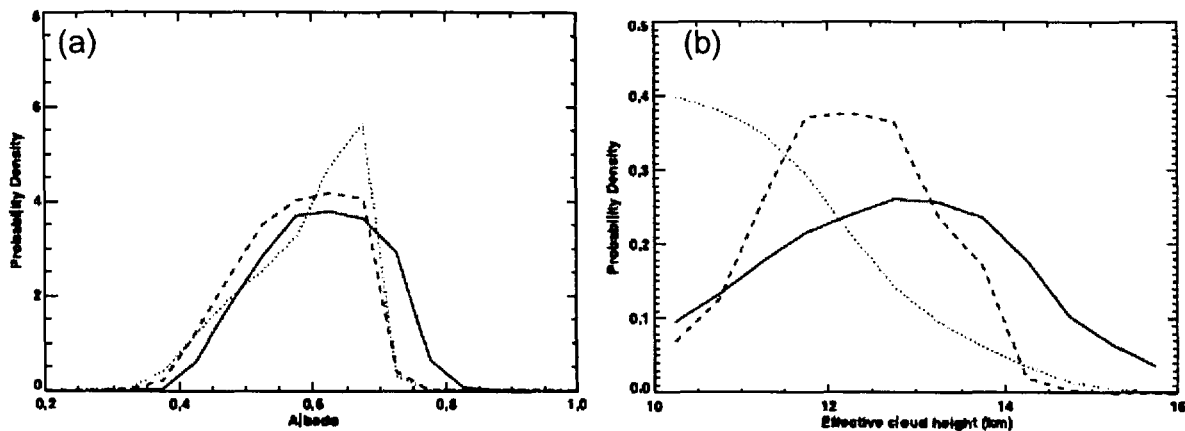 (a)
8
6
4
2
0
Probability Density
0,2 0,4 0,6 0,8 1,0
Albedo
(b)
0.5
0.4
0.3
0.2
0.1
0.0
Probability Density
10 12 14 16
Effective cloud height (km)